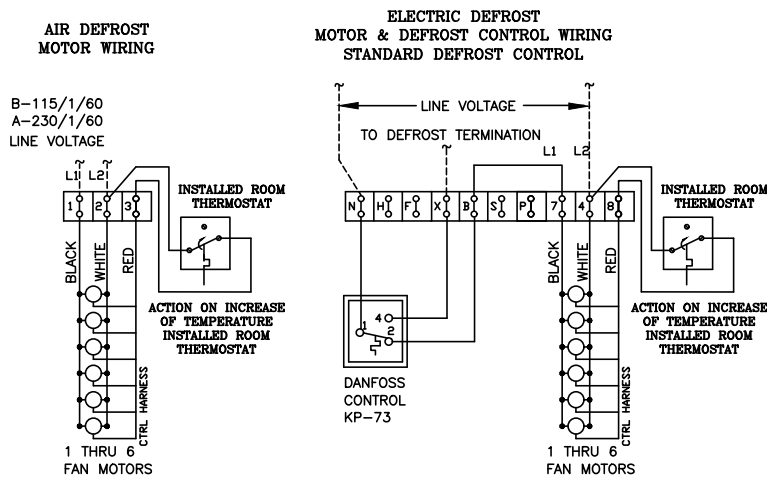 AIR DEFROST
MOTOR WIRING
B-115/1/60
A-230/1/60
LINE VOLTAGE
L1 L2
1 2 3
INSTALLED ROOM
THERMOSTAT
BLACK
WHITE
RED
ACTION ON INCREASE
OF TEMPERATURE
INSTALLED ROOM
THERMOSTAT
CTRL HARNESS
1 THRU 6
FAN MOTORS
ELECTRIC DEFROST
MOTOR & DEFROST CONTROL WIRING
STANDARD DEFROST CONTROL
LINE VOLTAGE
TO DEFROST TERMINATION
L1 L2
N H F X B S P 7 4 8
INSTALLED ROOM
THERMOSTAT
BLACK
WHITE
RED
1 4 2
DANFOSS
CONTROL
KP-73
ACTION ON INCREASE
OF TEMPERATURE
INSTALLED ROOM
THERMOSTAT
CTRL HARNESS
1 THRU 6
FAN MOTORS